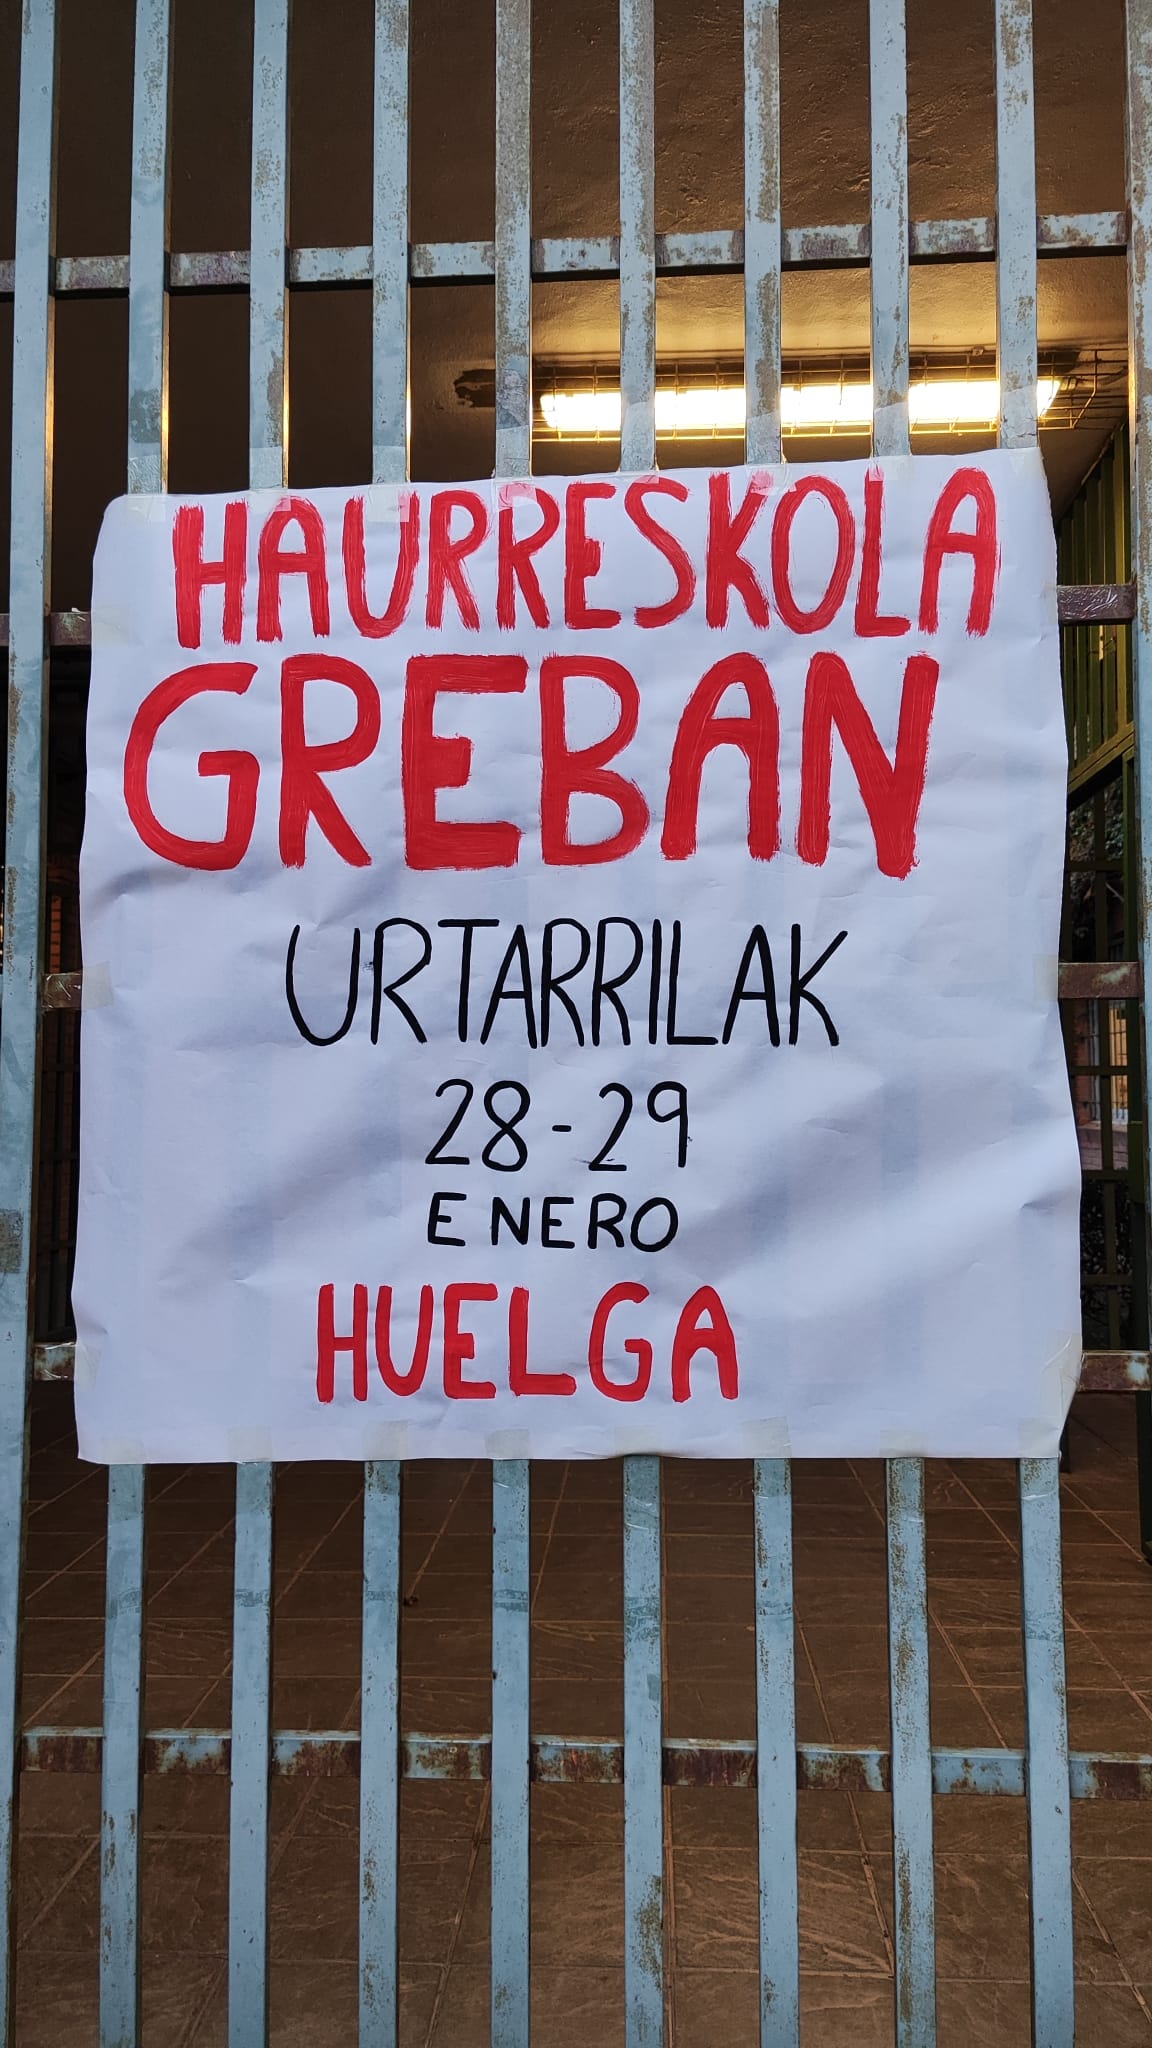 HAURRESKOLA
GREBAN
URTARRILAK
28-29
ENERO
HUELGA